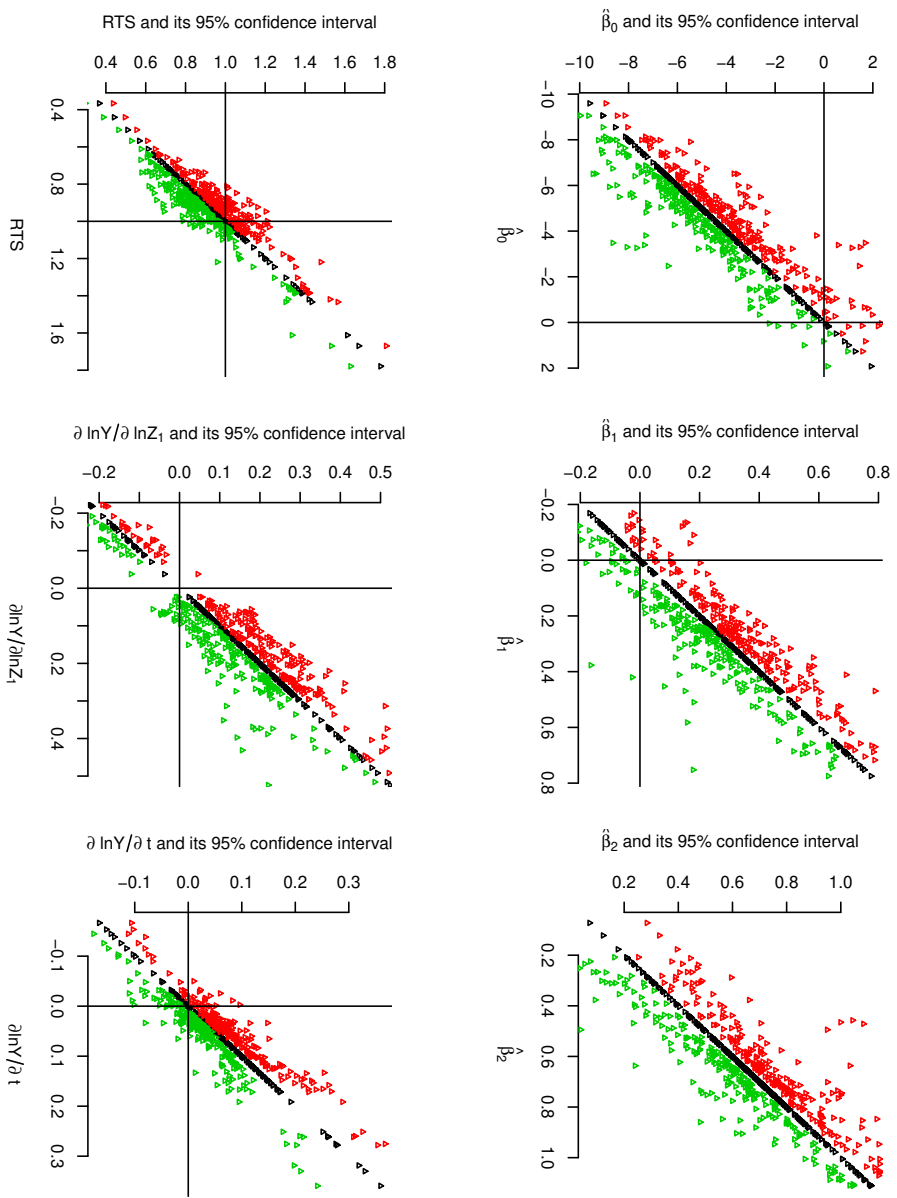 RTS and its 95% confidence interval
0.4 0.6 0.8 1.0 1.2 1.4 1.6 1.8
0.4 0.8 1.2 1.6
RTS
β̂0 and its 95% confidence interval
−10 −8 −6 −4 −2 0 2
−10 −8 −6 −4 −2 0 2
β̂0
∂ lnY/∂ lnZ1 and its 95% confidence interval
−0.2 0.0 0.1 0.2 0.3 0.4 0.5
−0.2 0.0 0.2 0.4
∂lnY/∂lnZ1
β̂1 and its 95% confidence interval
−0.2 0.0 0.2 0.4 0.6 0.8
−0.2 0.0 0.2 0.4 0.6 0.8
β̂1
∂ lnY/∂ t and its 95% confidence interval
−0.1 0.0 0.1 0.2 0.3
−0.1 0.0 0.1 0.2 0.3
∂lnY/∂ t
β̂2 and its 95% confidence interval
0.2 0.4 0.6 0.8 1.0
0.2 0.4 0.6 0.8 1.0
β̂2